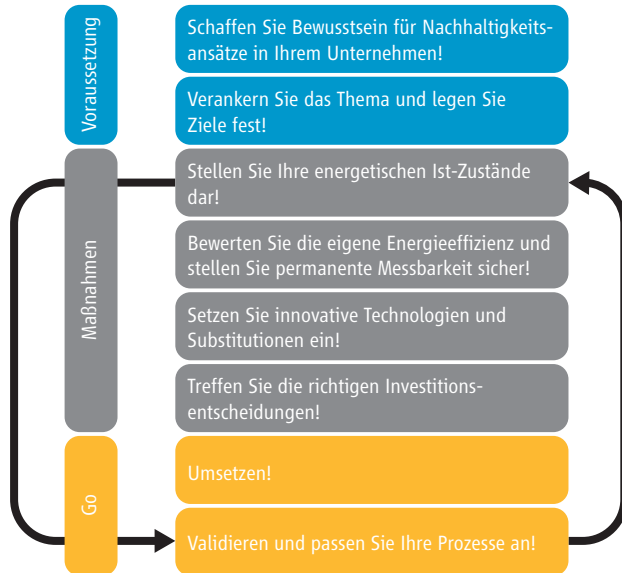 Voraussetzung
Schaffen Sie Bewusstsein für Nachhaltigkeits-
ansätze in Ihrem Unternehmen!
Verankern Sie das Thema und legen Sie
Ziele fest!
Maßnahmen
Stellen Sie Ihre energetischen Ist-Zustände
dar!
Bewerten Sie die eigene Energieeffizienz und
stellen Sie permanente Messbarkeit sicher!
Setzen Sie innovative Technologien und
Substitutionen ein!
Treffen Sie die richtigen Investitions-
entscheidungen!
Go
Umsetzen!
Validieren und passen Sie Ihre Prozesse an!